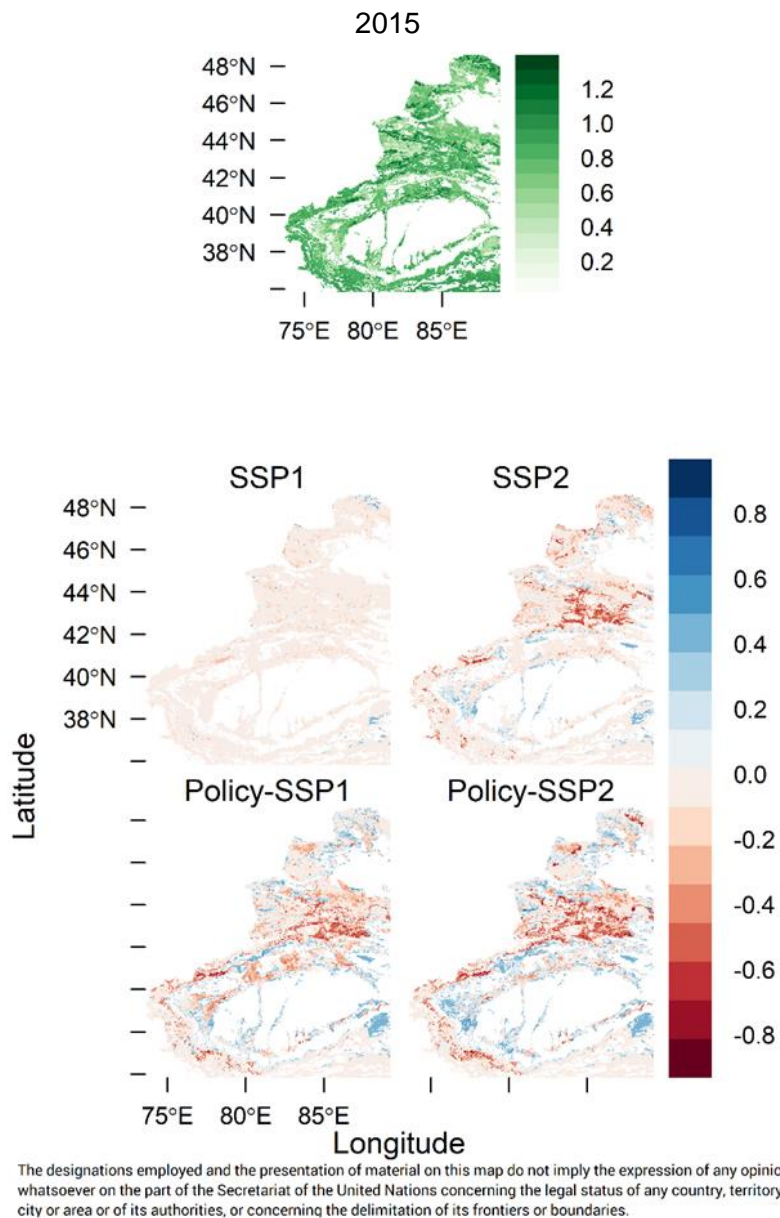 2015
48°N
46°N
44°N
42°N
40°N
38°N
1.2
1.0
0.8
0.6
0.4
0.2
75°E 80°E 85°E
SSP1 SSP2
48°N
46°N
44°N
42°N
40°N
38°N
0.8
0.6
0.4
0.2
0.0
-0.2
-0.4
-0.6
-0.8
Latitude
Policy-SSP1 Policy-SSP2
75°E 80°E 85°E
Longitude
The designations employed and the presentation of material on this map do not imply the expression of any opinio
whatsoever on the part of the Secretariat of the United Nations concerning the legal status of any country, territory
city or area or of its authorities, or concerning the delimitation of its frontiers or boundaries.